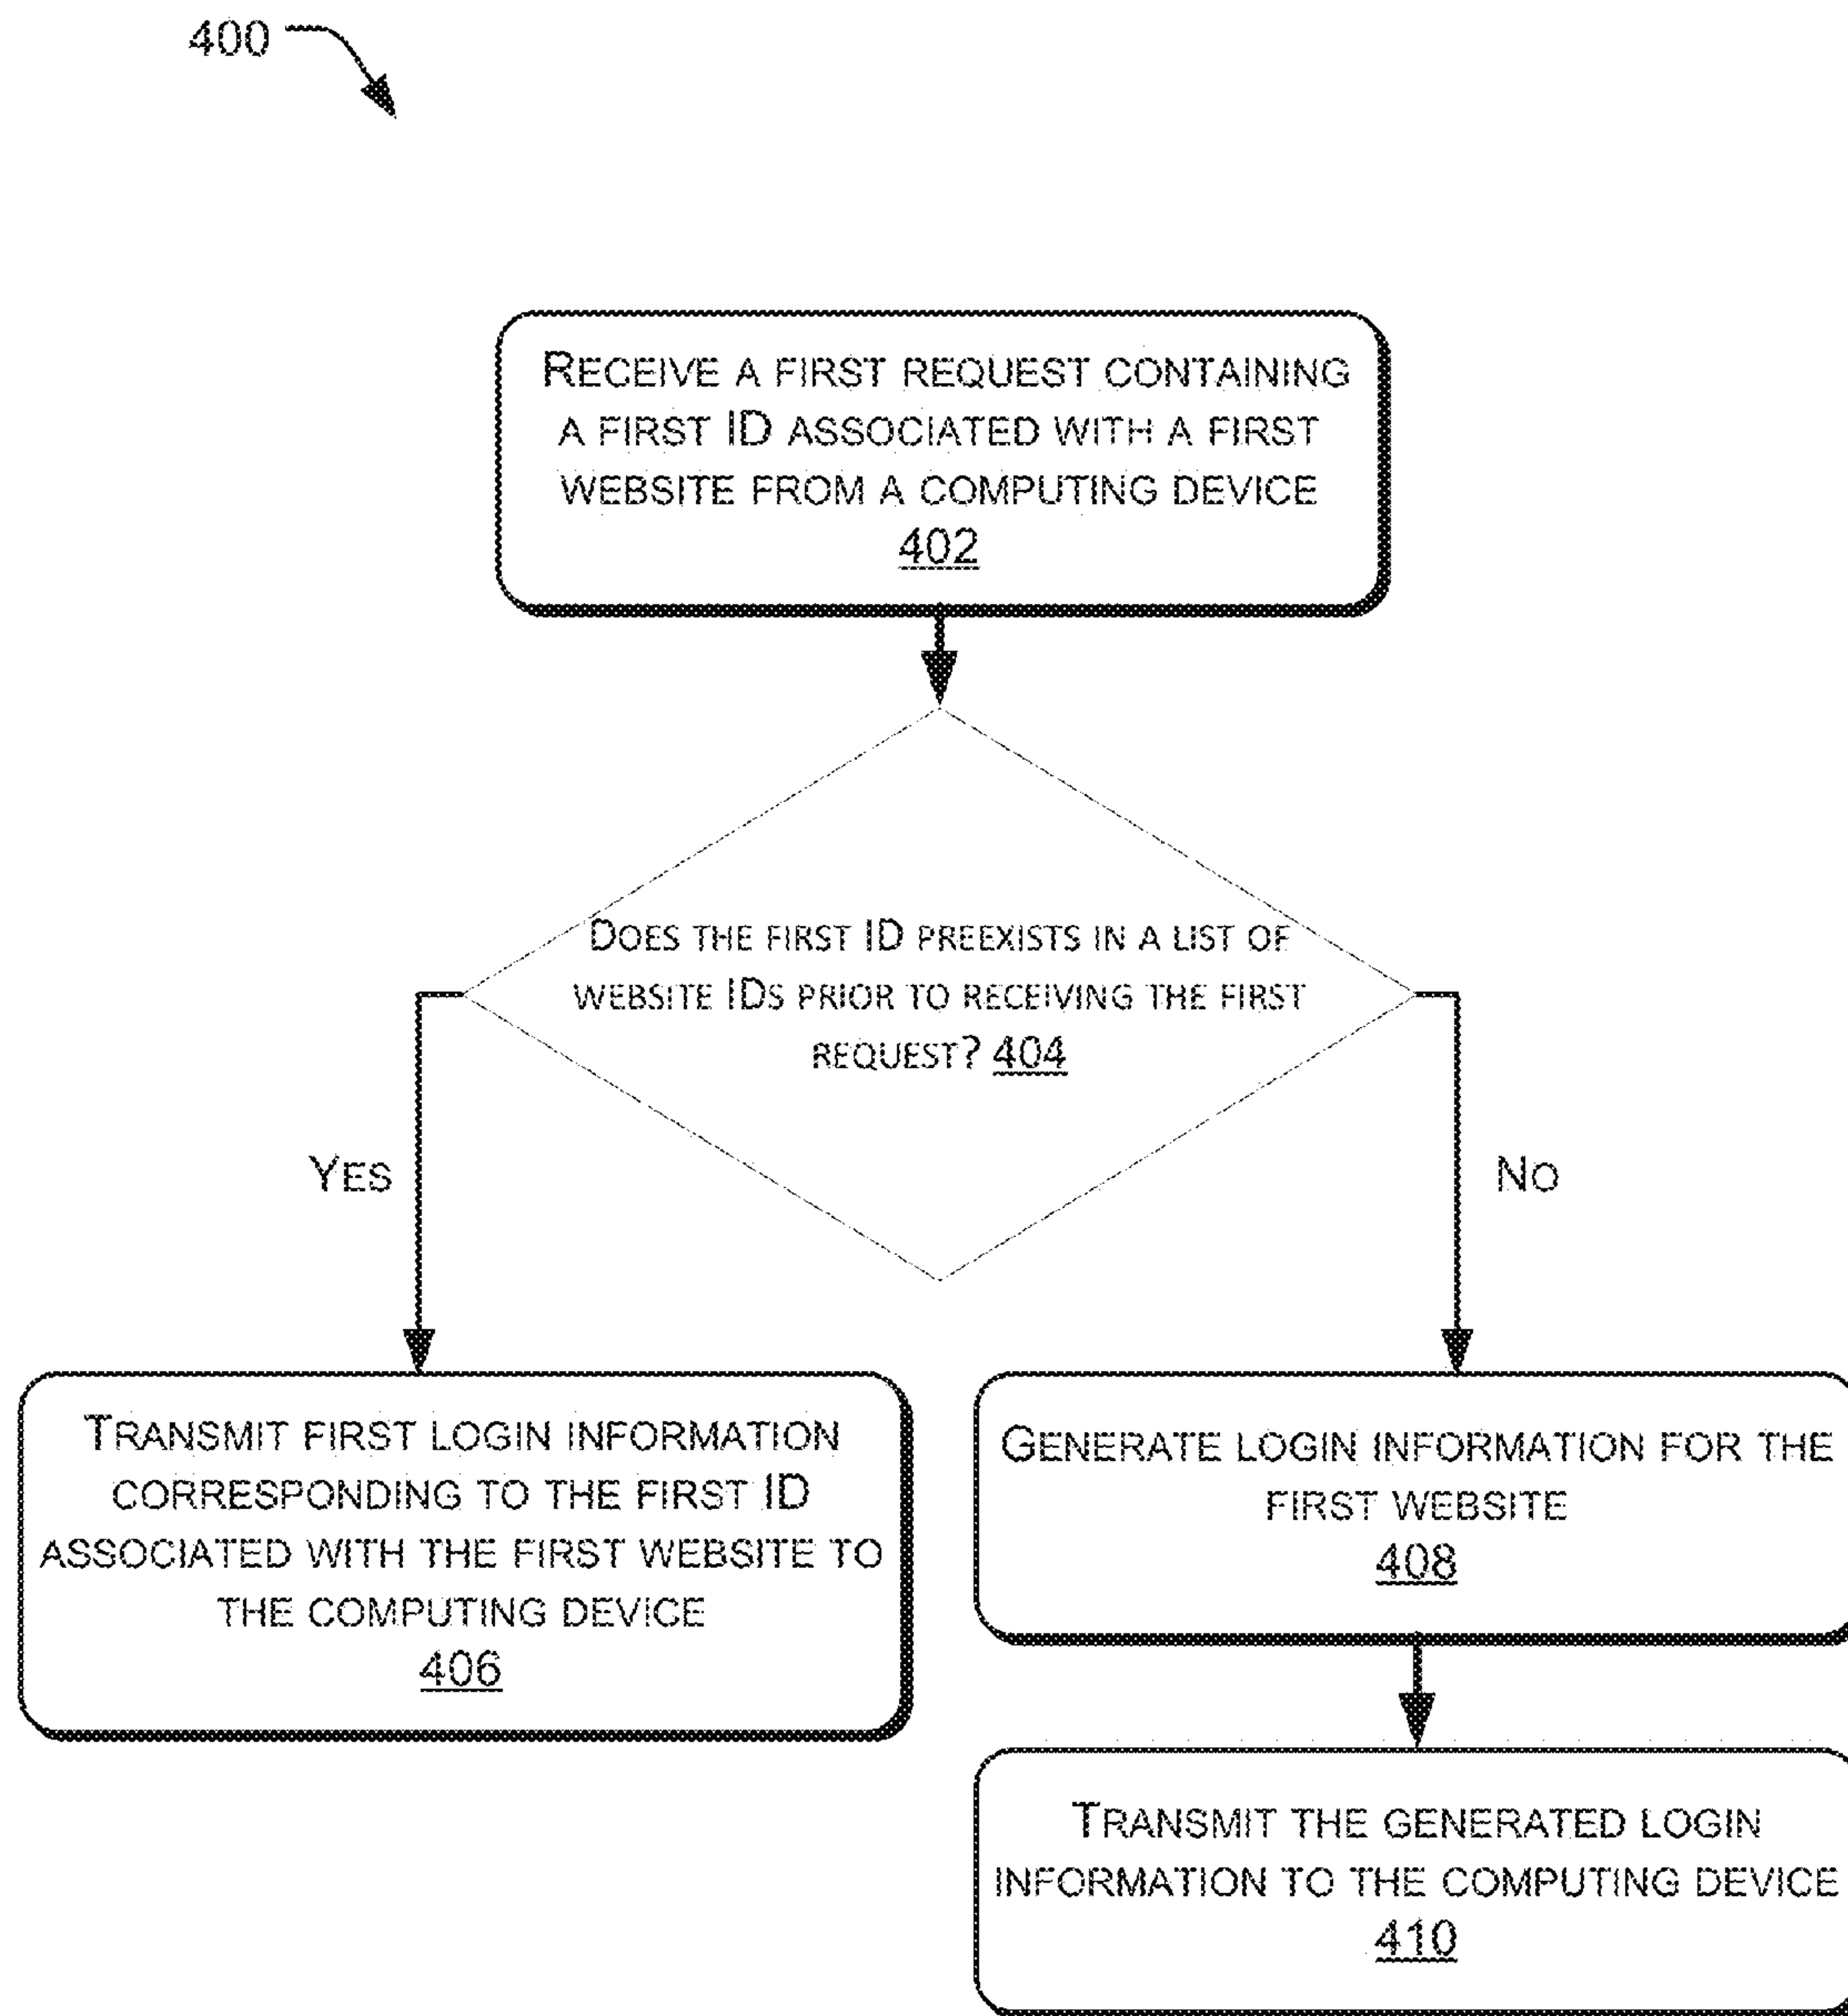 400
RECEIVE A FIRST REQUEST CONTAINING
A FIRST ID ASSOCIATED WITH A FIRST
WEBSITE FROM A COMPUTING DEVICE
402
DOES THE FIRST ID PREEXISTS IN A LIST OF
WEBSITE IDS PRIOR TO RECEIVING THE FIRST
REQUEST? 404
YES
NO
TRANSMIT FIRST LOGIN INFORMATION
CORRESPONDING TO THE FIRST ID
ASSOCIATED WITH THE FIRST WEBSITE TO
THE COMPUTING DEVICE
406
GENERATE LOGIN INFORMATION FOR THE
FIRST WEBSITE
408
TRANSMIT THE GENERATED LOGIN
INFORMATION TO THE COMPUTING DEVICE
410